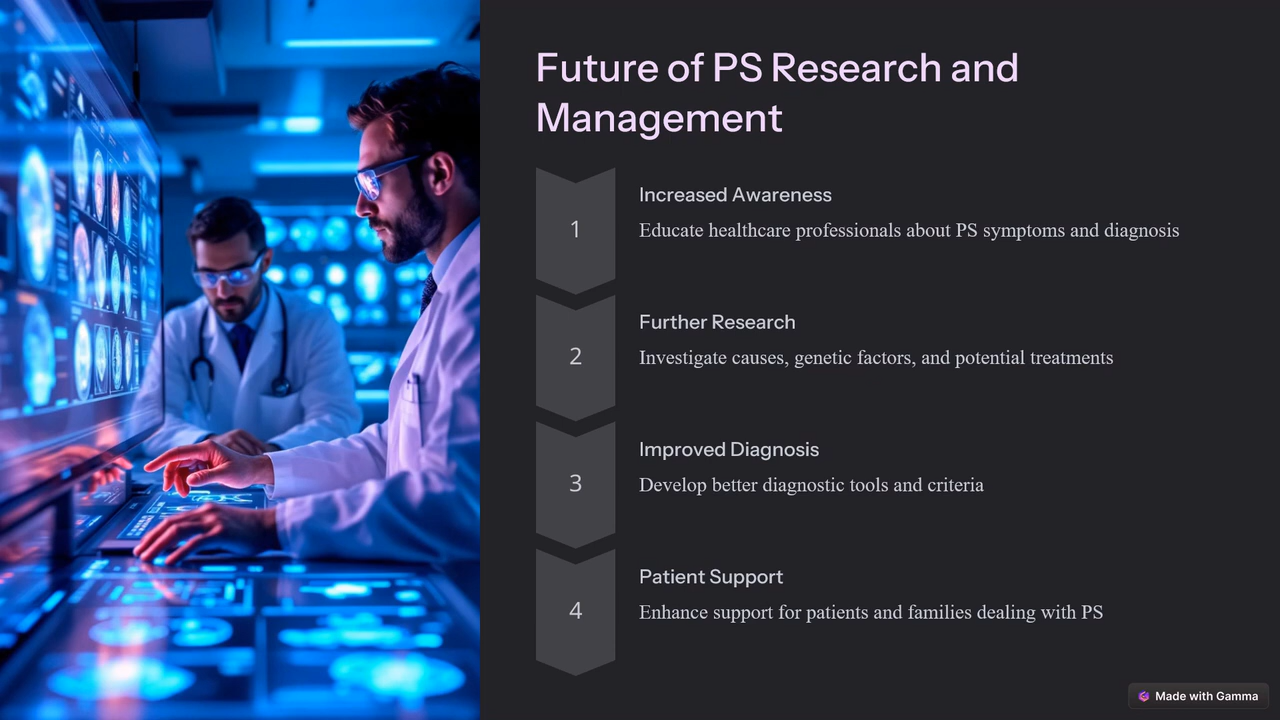 Future of PS Research and
Management
1
Increased Awareness
Educate healthcare professionals about PS symptoms and diagnosis
2
Further Research
Investigate causes, genetic factors, and potential treatments
3
Improved Diagnosis
Develop better diagnostic tools and criteria
4
Patient Support
Enhance support for patients and families dealing with PS
Made with Gamma